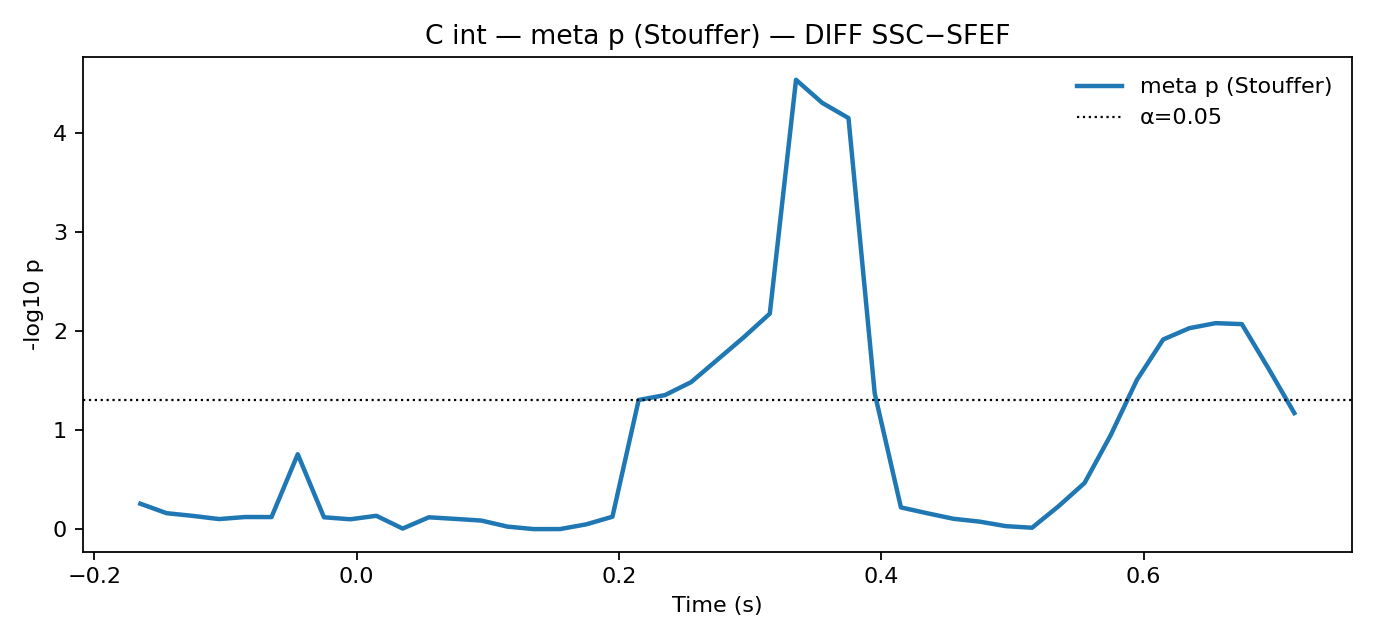 C int — meta p (Stouffer) — DIFF SSC−SFEF
meta p (Stouffer)
α=0.05
-log10 p
4
3
2
1
0
−0.2
0.0
0.2
0.4
0.6
Time (s)